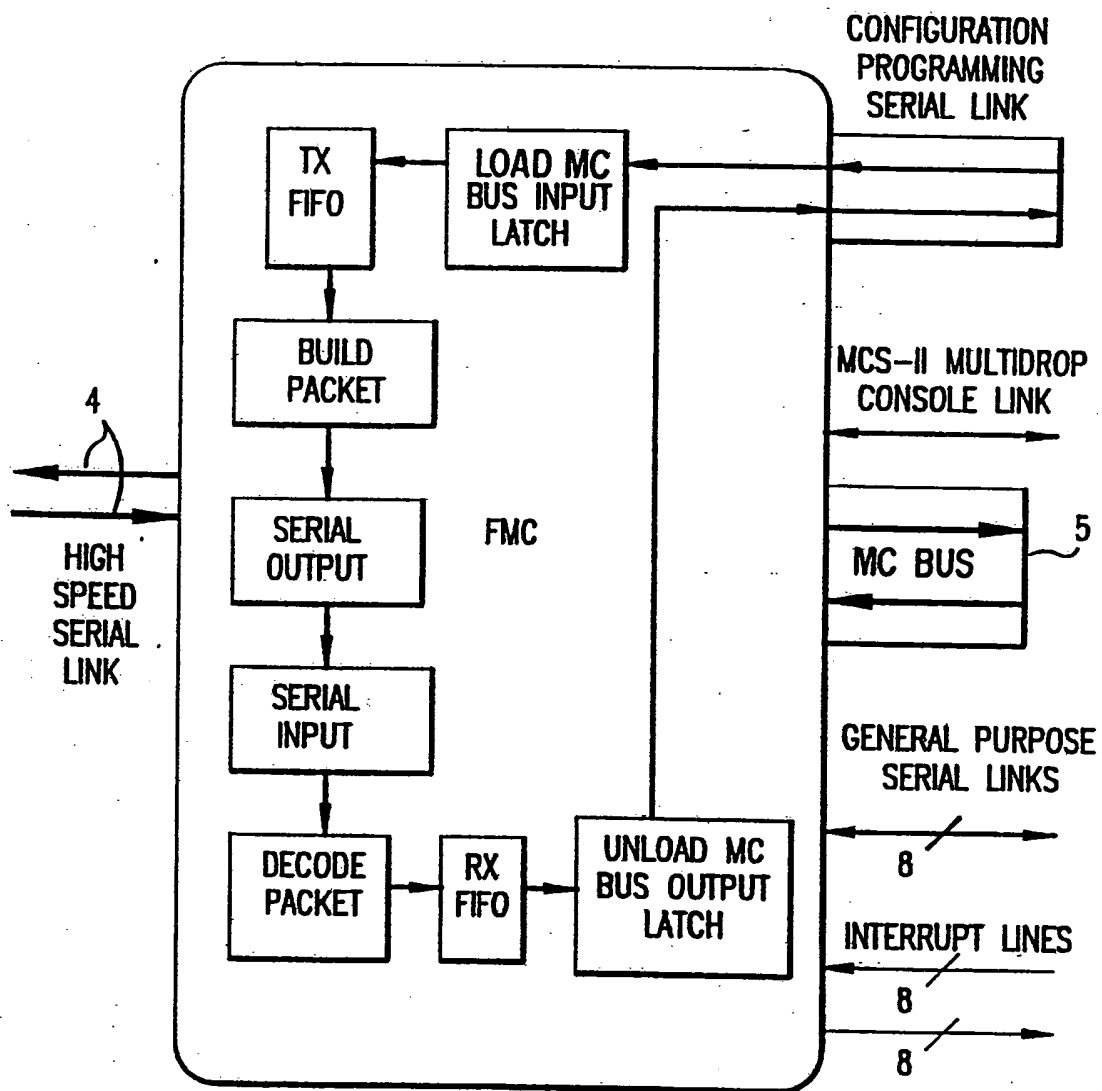 CONFIGURATION
PROGRAMMING
SERIAL LINK
TX
FIFO
LOAD MC
BUS INPUT
LATCH
BUILD
PACKET
MCS-II MULTIDROP
CONSOLE LINK
4
SERIAL
OUTPUT
FMC
MC BUS
5
HIGH
SPEED
SERIAL
LINK
SERIAL
INPUT
GENERAL PURPOSE
SERIAL LINKS
8
DECODE
PACKET
RX
FIFO
UNLOAD MC
BUS OUTPUT
LATCH
INTERRUPT LINES
8
8